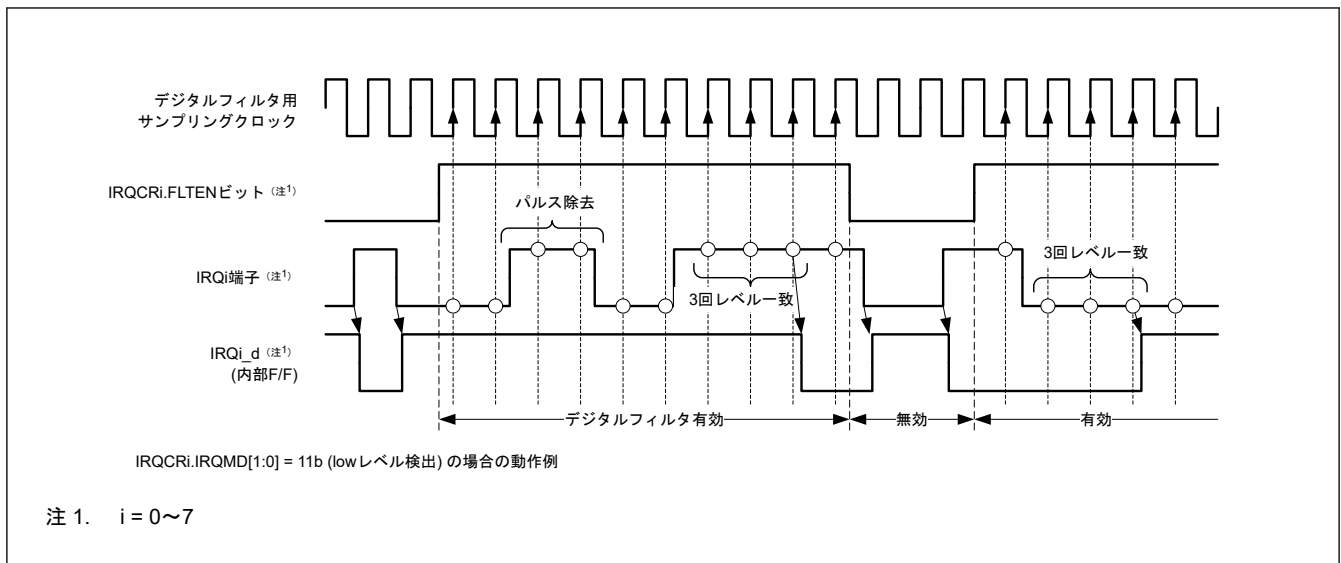 デジタルフィルタ用
サンプリングクロック
IRQCRi.FLTENビット（注1）
パルス除去
IRQi端子（注1）
3回レベル一致
3回レベル一致
IRQi_d（注1）
(内部F/F)
デジタルフィルタ有効
無効
有効
IRQCRi.IRQMD[1:0] = 11b (lowレベル検出) の場合の動作例
注 1. i = 0～7